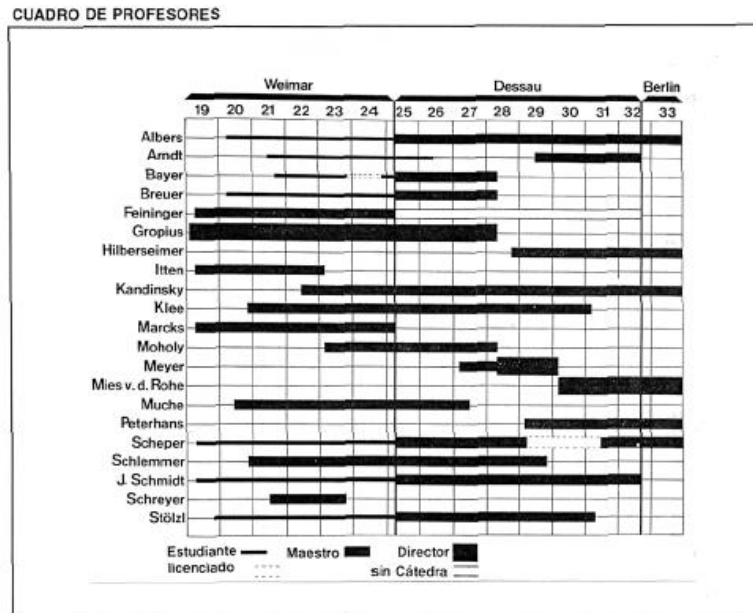 CUADRO DE PROFESORES
Weimar Dessau Berlin
19 20 21 22 23 24 25 26 27 28 29 30 31 32 33
Albers
Arndt
Bayer
Breuer
Feininger
Gropius
Hilberseimer
Itten
Kandinsky
Klee
Marcks
Moholy
Meyer
Mies v. d. Rohe
Muche
Peterhans
Scheper
Schlemmer
J. Schmidt
Schreyer
Stölzl
Estudiante Maestro Director
licenciado sin Cátedra